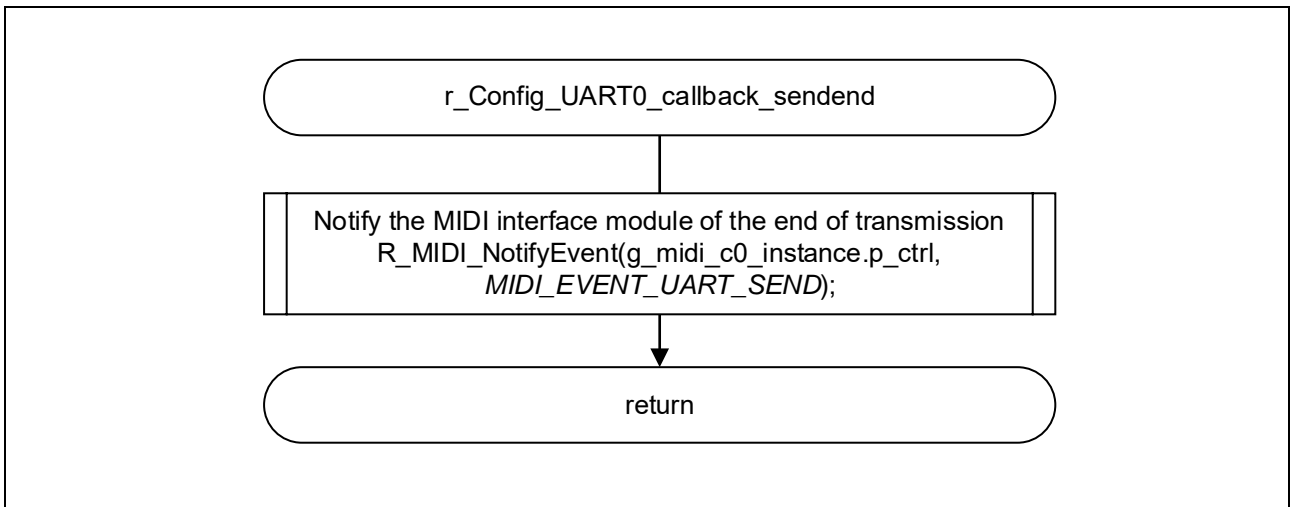 r_Config_UART0_callback_sendend
Notify the MIDI interface module of the end of transmission
R_MIDI_NotifyEvent(g_midi_c0_instance.p_ctrl,
MIDI_EVENT_UART_SEND);
return